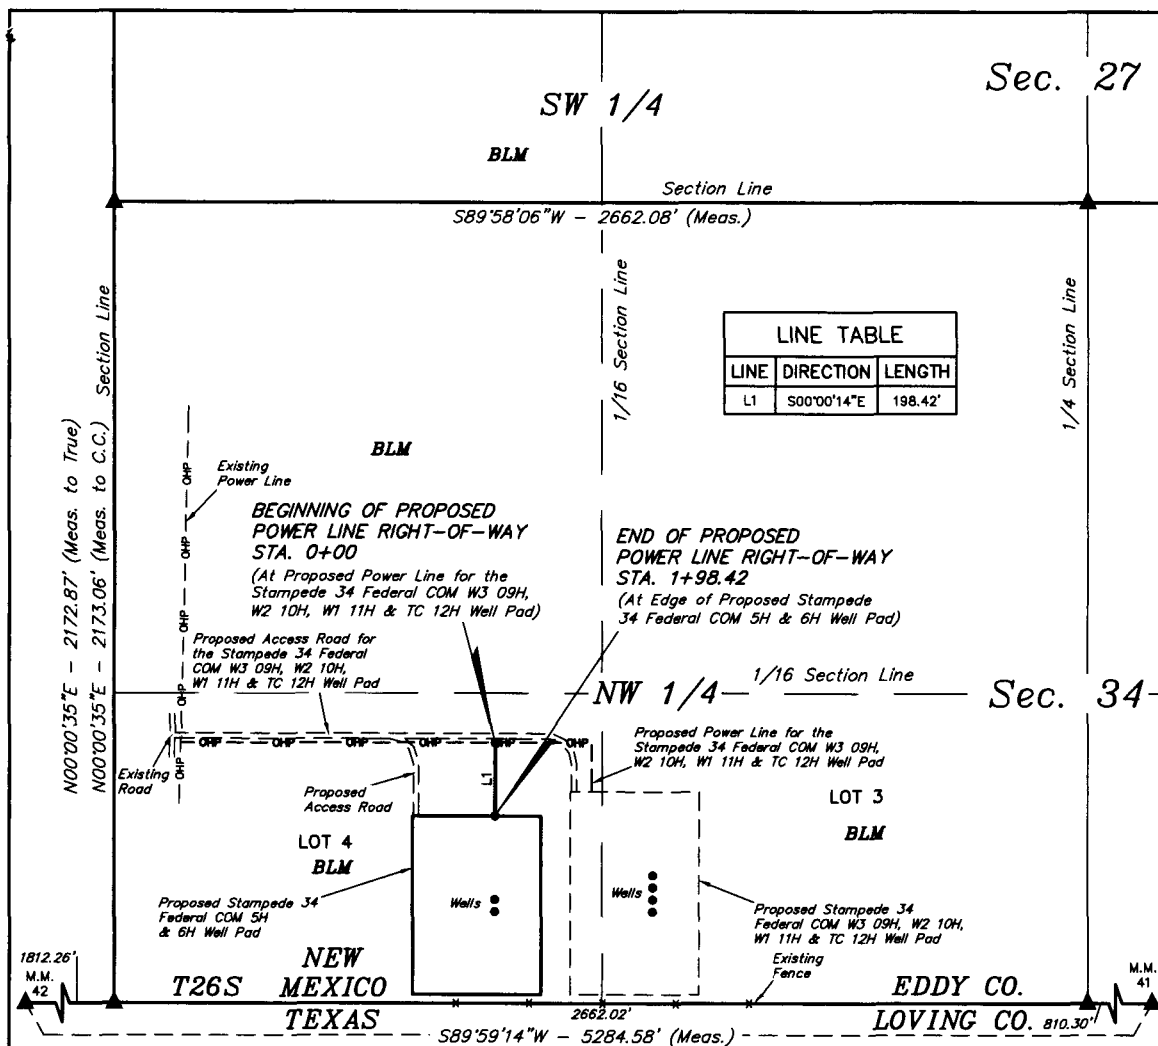 Sec. 27
SW 1/4
BLM
Section Line
S89°58'06"W - 2662.08' (Meas.)
Section Line
N00°00'35"E - 2172.87' (Meas. to True)
N00°00'35"E - 2173.06' (Meas. to C.C.)
1/16 Section Line
1/4 Section Line
LINE TABLE
LINE DIRECTION LENGTH
L1 S00°00'14"E 198.42'
BLM
Existing
Power Line
OHP
OHP
OHP
OHP
OHP
BEGINNING OF PROPOSED
POWER LINE RIGHT-OF-WAY
STA. 0+00
(At Proposed Power Line for the
Stampede 34 Federal COM W3 09H,
W2 10H, W1 11H & TC 12H Well Pad)
END OF PROPOSED
POWER LINE RIGHT-OF-WAY
STA. 1+98.42
(At Edge of Proposed Stampede
34 Federal COM 5H & 6H Well Pad)
Proposed Access Road for
the Stampede 34 Federal
COM W3 09H, W2 10H,
W1 11H & TC 12H Well Pad
1/16 Section Line
NW 1/4
Sec. 34
OHP OHP OHP OHP OHP OHP
Proposed Power Line for the
Stampede 34 Federal COM W3 09H,
W2 10H, W1 11H & TC 12H Well Pad
Existing
Road
L1
Proposed
Access Road
LOT 3
BLM
LOT 4
BLM
Wells
Wells
Proposed Stampede 34
Federal COM 5H
& 6H Well Pad
Proposed Stampede 34
Federal COM W3 09H, W2 10H,
W1 11H & TC 12H Well Pad
Existing
Fence
1812.26'
M.M.
42
T26S
NEW
MEXICO
TEXAS
EDDY CO.
LOVING CO.
M.M.
41
810.30'
2662.02'
S89°59'14"W - 5284.58' (Meas.)